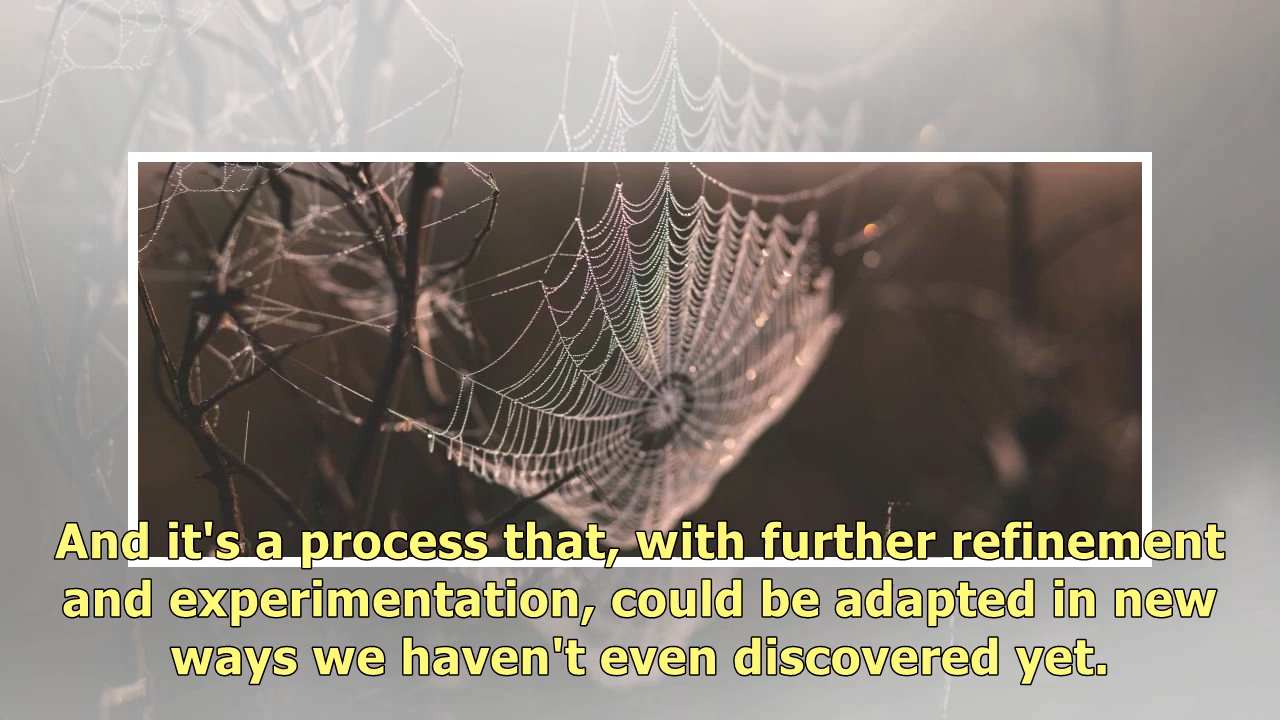 And it's a process that, with further refinement
and experimentation, could be adapted in new
ways we haven't even discovered yet.